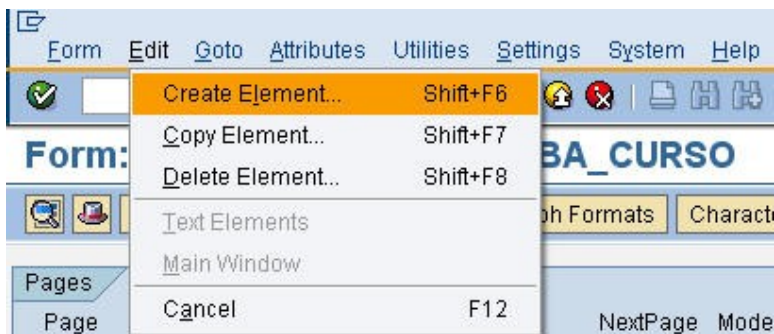 Form Edit Goto Attributes Utilities Settings System Help
Create Element... Shift+F6
Copy Element... Shift+F7
Form: BA_CURSO
Delete Element... Shift+F8
Text Elements
Formats Charact
Main Window
Pages
Cancel F12
Page NextPage Mode